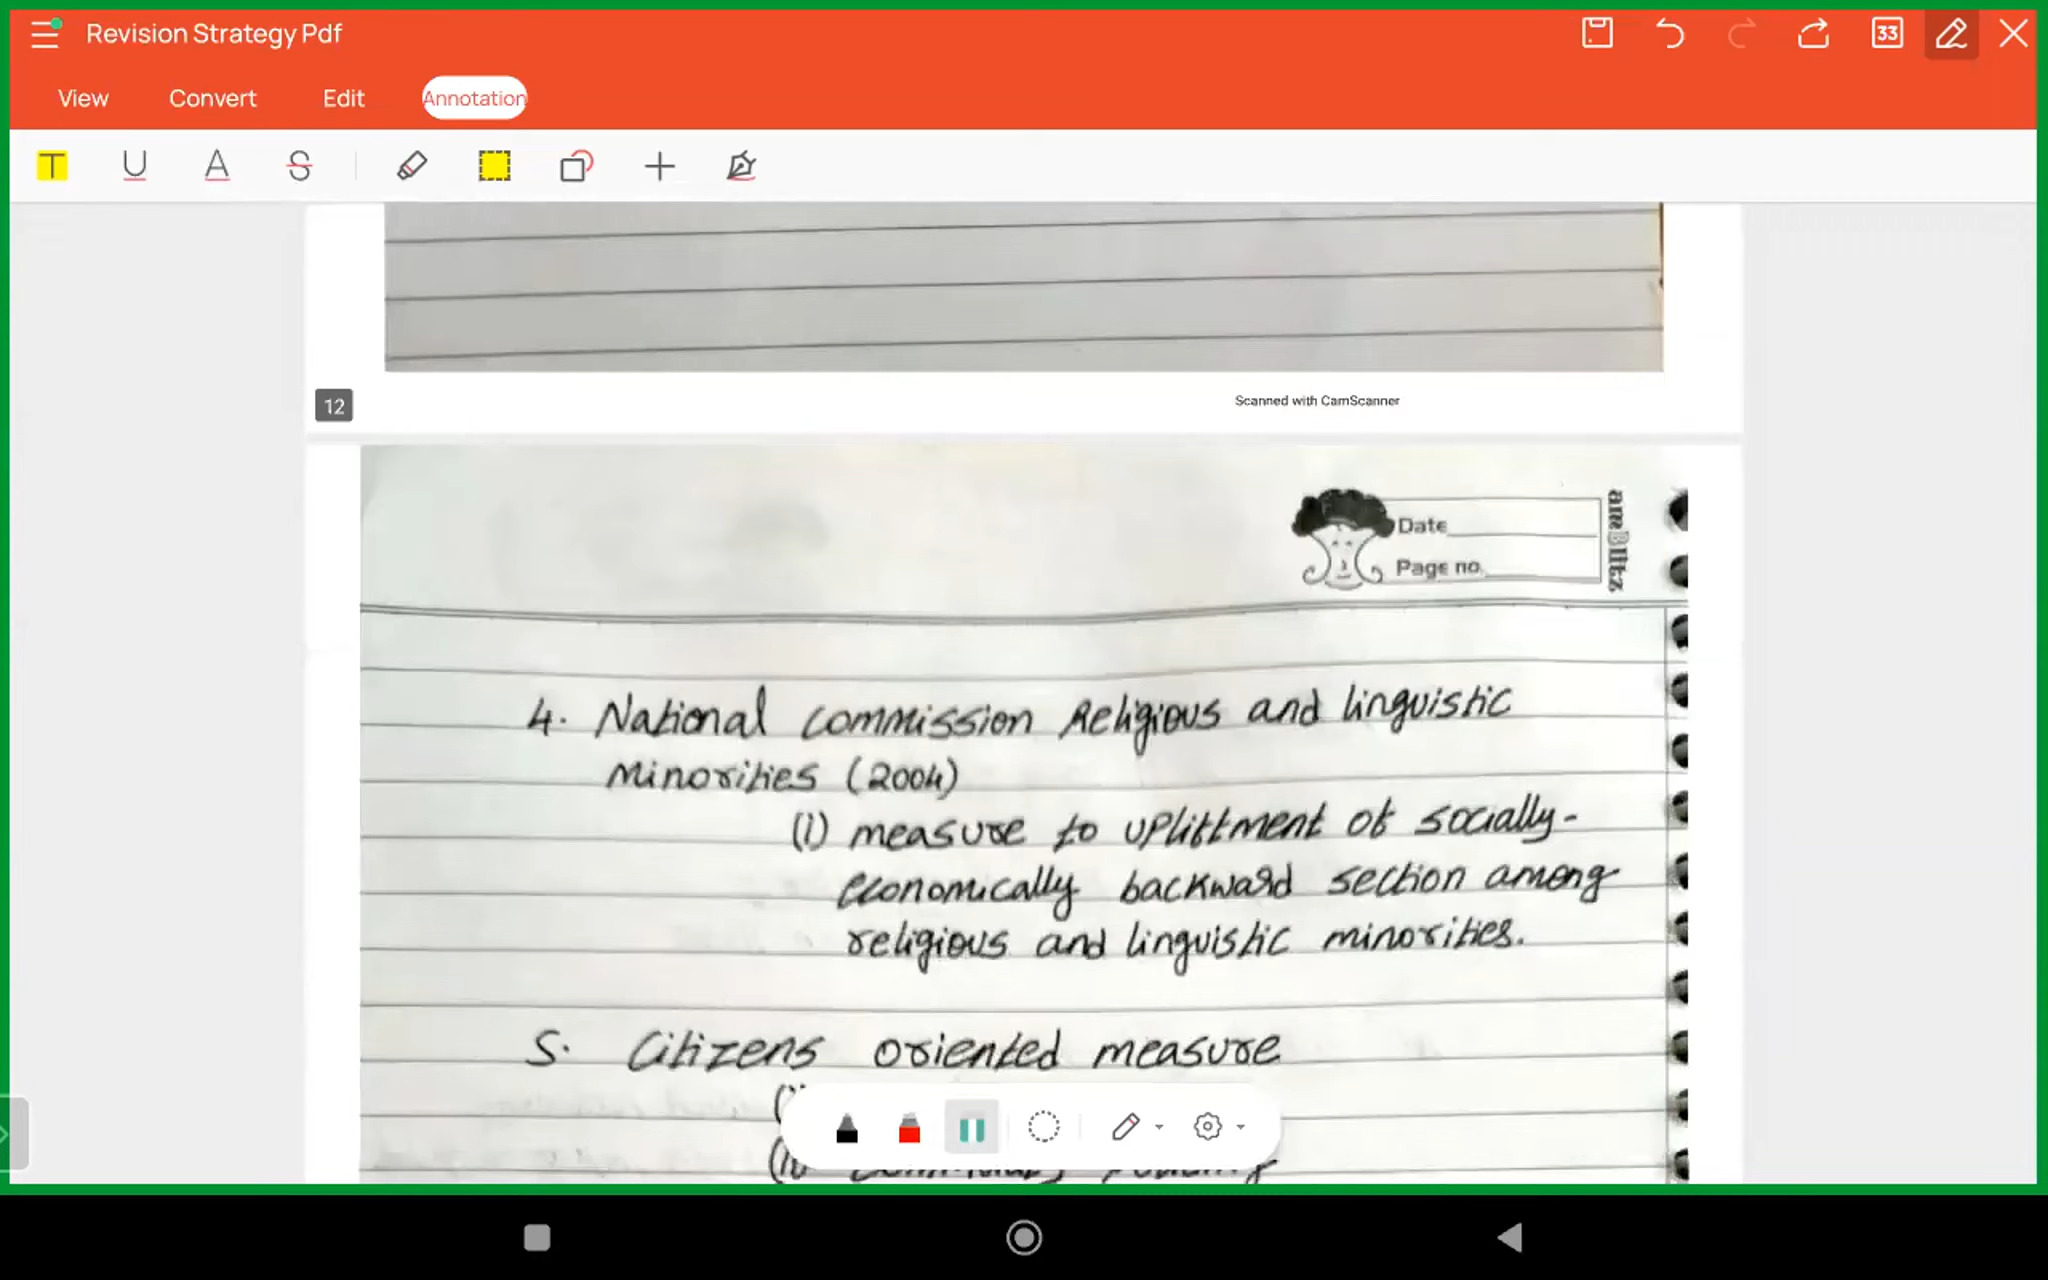 Revision Strategy Pdf
33
View Convert Edit Annotation
T U A S
12
Scanned with CamScanner
Date
Page no.
amBlitz
4. National commission Religious and linguistic
Minorities (2004)
(i) measure to upliftment of socially-
economically backward section among
religious and linguistic minorities.
5. Citizens oriented measure